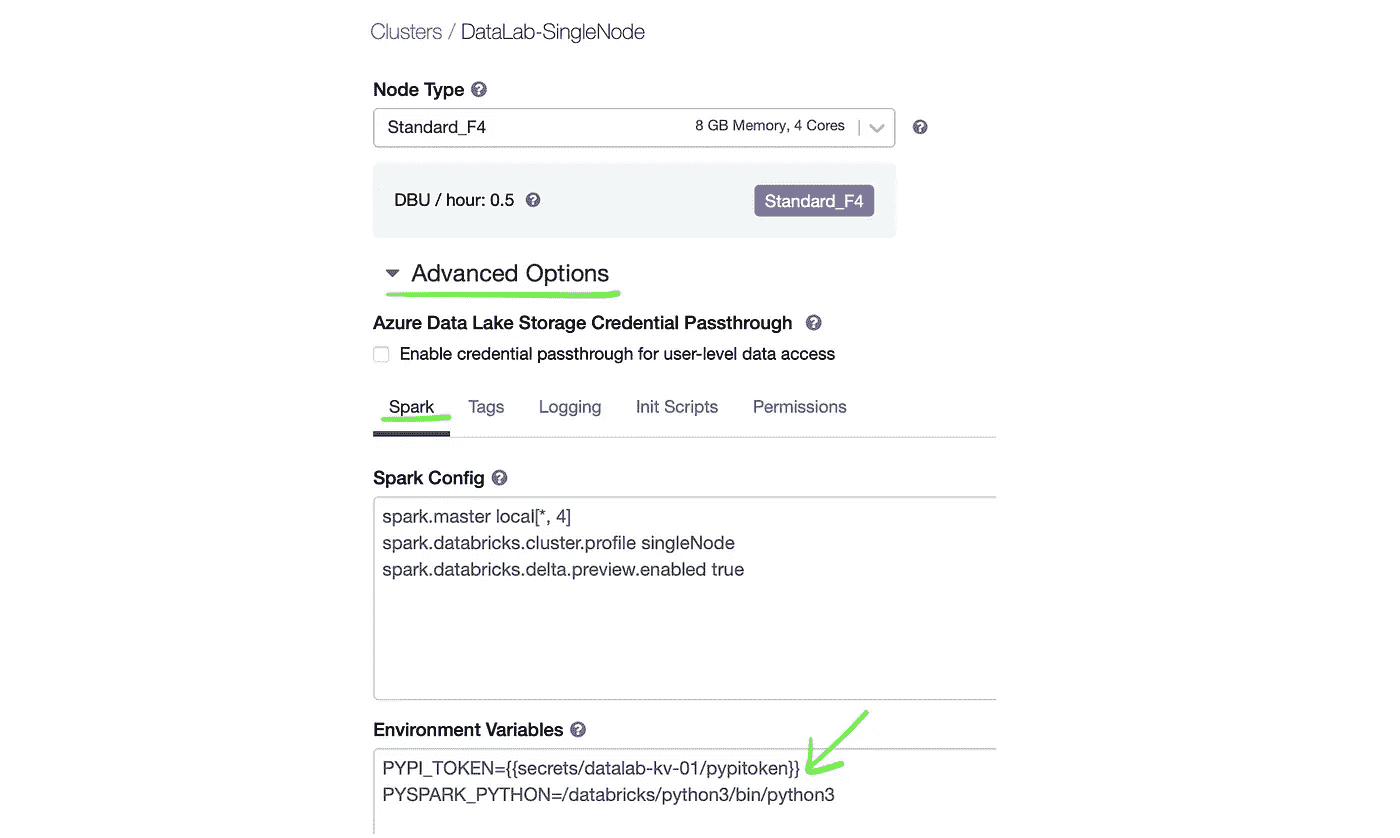 Clusters / DataLab-SingleNode
Node Type ?
Standard_F4 8 GB Memory, 4 Cores ?
DBU / hour: 0.5 ? Standard_F4
Advanced Options
Azure Data Lake Storage Credential Passthrough ?
Enable credential passthrough for user-level data access
Spark Tags Logging Init Scripts Permissions
Spark Config ?
spark.master local[*, 4]
spark.databricks.cluster.profile singleNode
spark.databricks.delta.preview.enabled true
Environment Variables ?
PYPI_TOKEN={{secrets/datalab-kv-01/pypitoken}}
PYSPARK_PYTHON=/databricks/python3/bin/python3